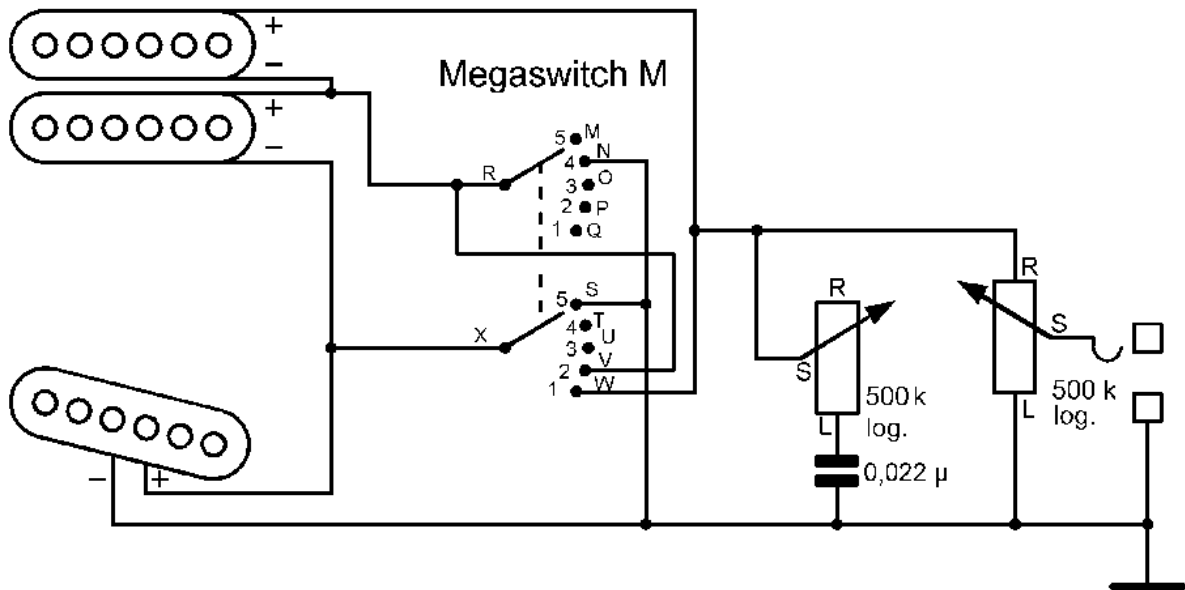 +
−
+
−
Megaswitch M
5 M
4 N
R
3 O
2 P
1 Q
5 S
4 T
X
3 U
2 V
1 W
R
S
L
500 k
log.
0,022 µ
R
S
L
500 k
log.
−
+